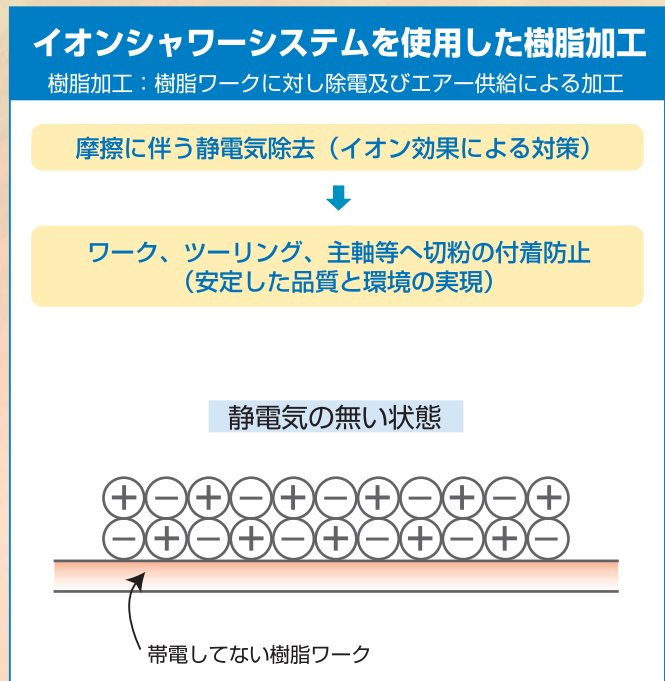 イオンシャワーシステムを使用した樹脂加工
樹脂加工：樹脂ワークに対し除電及びエアー供給による加工
摩擦に伴う静電気除去（イオン効果による対策）
ワーク、ツーリング、主軸等へ切粉の付着防止
（安定した品質と環境の実現）
静電気の無い状態
+ − + − + − + − + − +
− + − + − + − + − + −
帯電してない樹脂ワーク